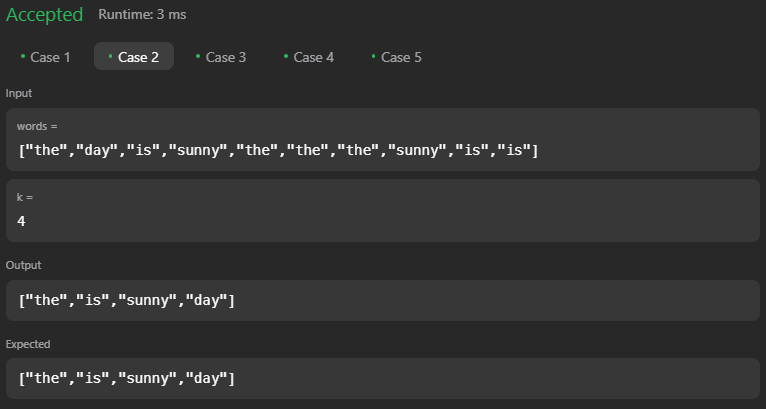 Accepted Runtime: 3 ms
Case 1 Case 2 Case 3 Case 4 Case 5
Input
words =
["the","day","is","sunny","the","the","the","sunny","is","is"]
k =
4
Output
["the","is","sunny","day"]
Expected
["the","is","sunny","day"]